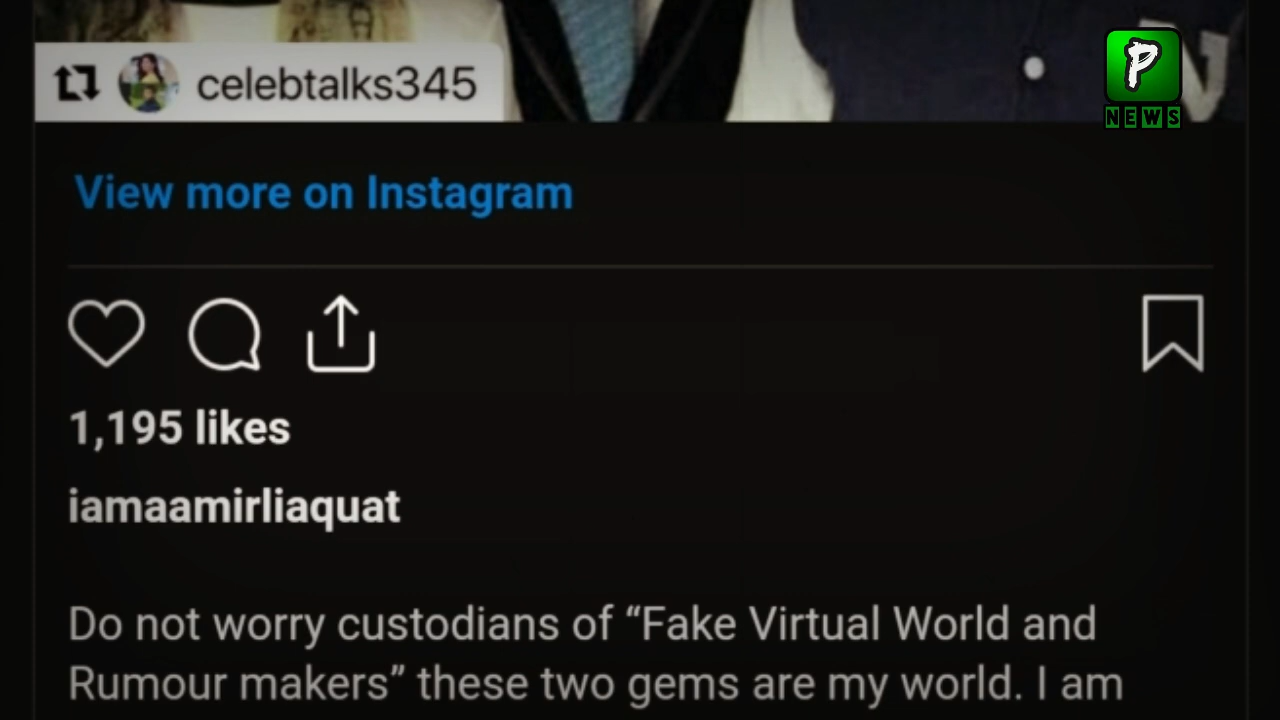 celebtalks345
P
NEWS
View more on Instagram
1,195 likes
iamaamirliaquat
Do not worry custodians of “Fake Virtual World and
Rumour makers” these two gems are my world. I am